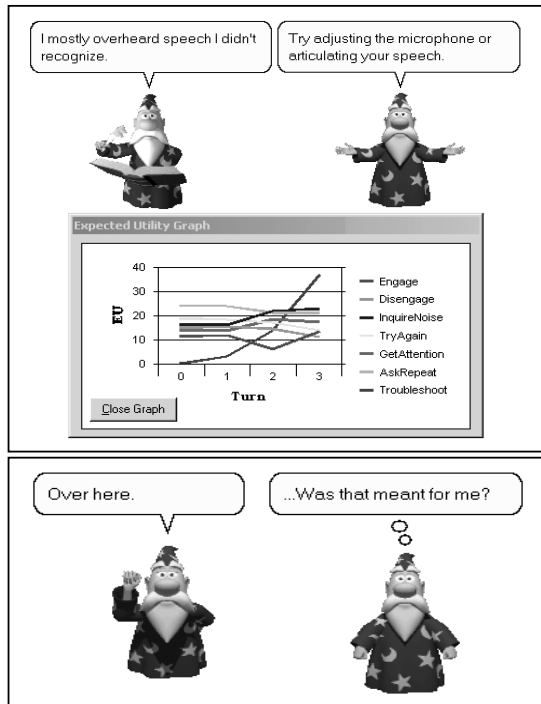 I mostly overheard speech I didn't
recognize.
Try adjusting the microphone or
articulating your speech.
Expected Utility Graph
EU
40
30
20
10
0
0 1 2 3
Turn
Engage
Disengage
InquireNoise
TryAgain
GetAttention
AskRepeat
Troubleshoot
Close Graph
Over here.
...Was that meant for me?